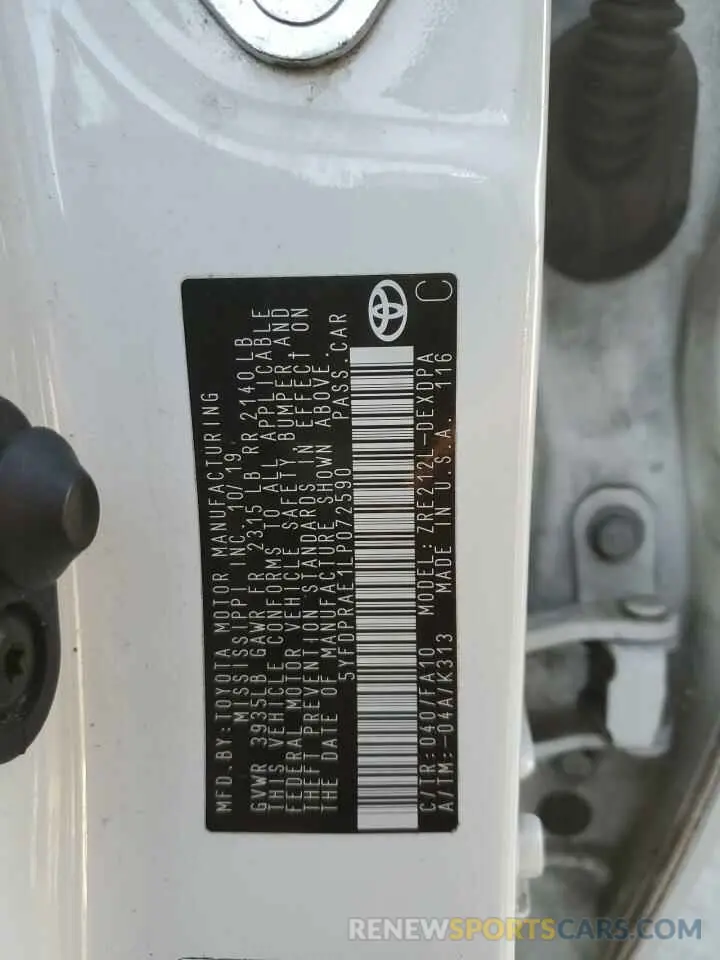 MFD.BY:TOYOTA MOTOR MANUFACTURING
MISSISSIPPI INC. 10/19
GVWR 3935LB GAWR FR 2315 LB RR 2140 LB
THIS VEHICLE CONFORMS TO ALL APPLICABLE
FEDERAL MOTOR VEHICLE SAFETY BUMPER AND
THEFT PREVENTION STANDARDS IN EFFECT ON
THE DATE OF MANUFACTURE SHOWN ABOVE.
5YFDPRAE1LP072590 PASS.CAR
C
C/TR:040/FA10 MODEL:ZRE212L-DEXDPA
A/TM:-04A/K313 MADE IN U.S.A. 116
RENEWSPORTSCARS.COM